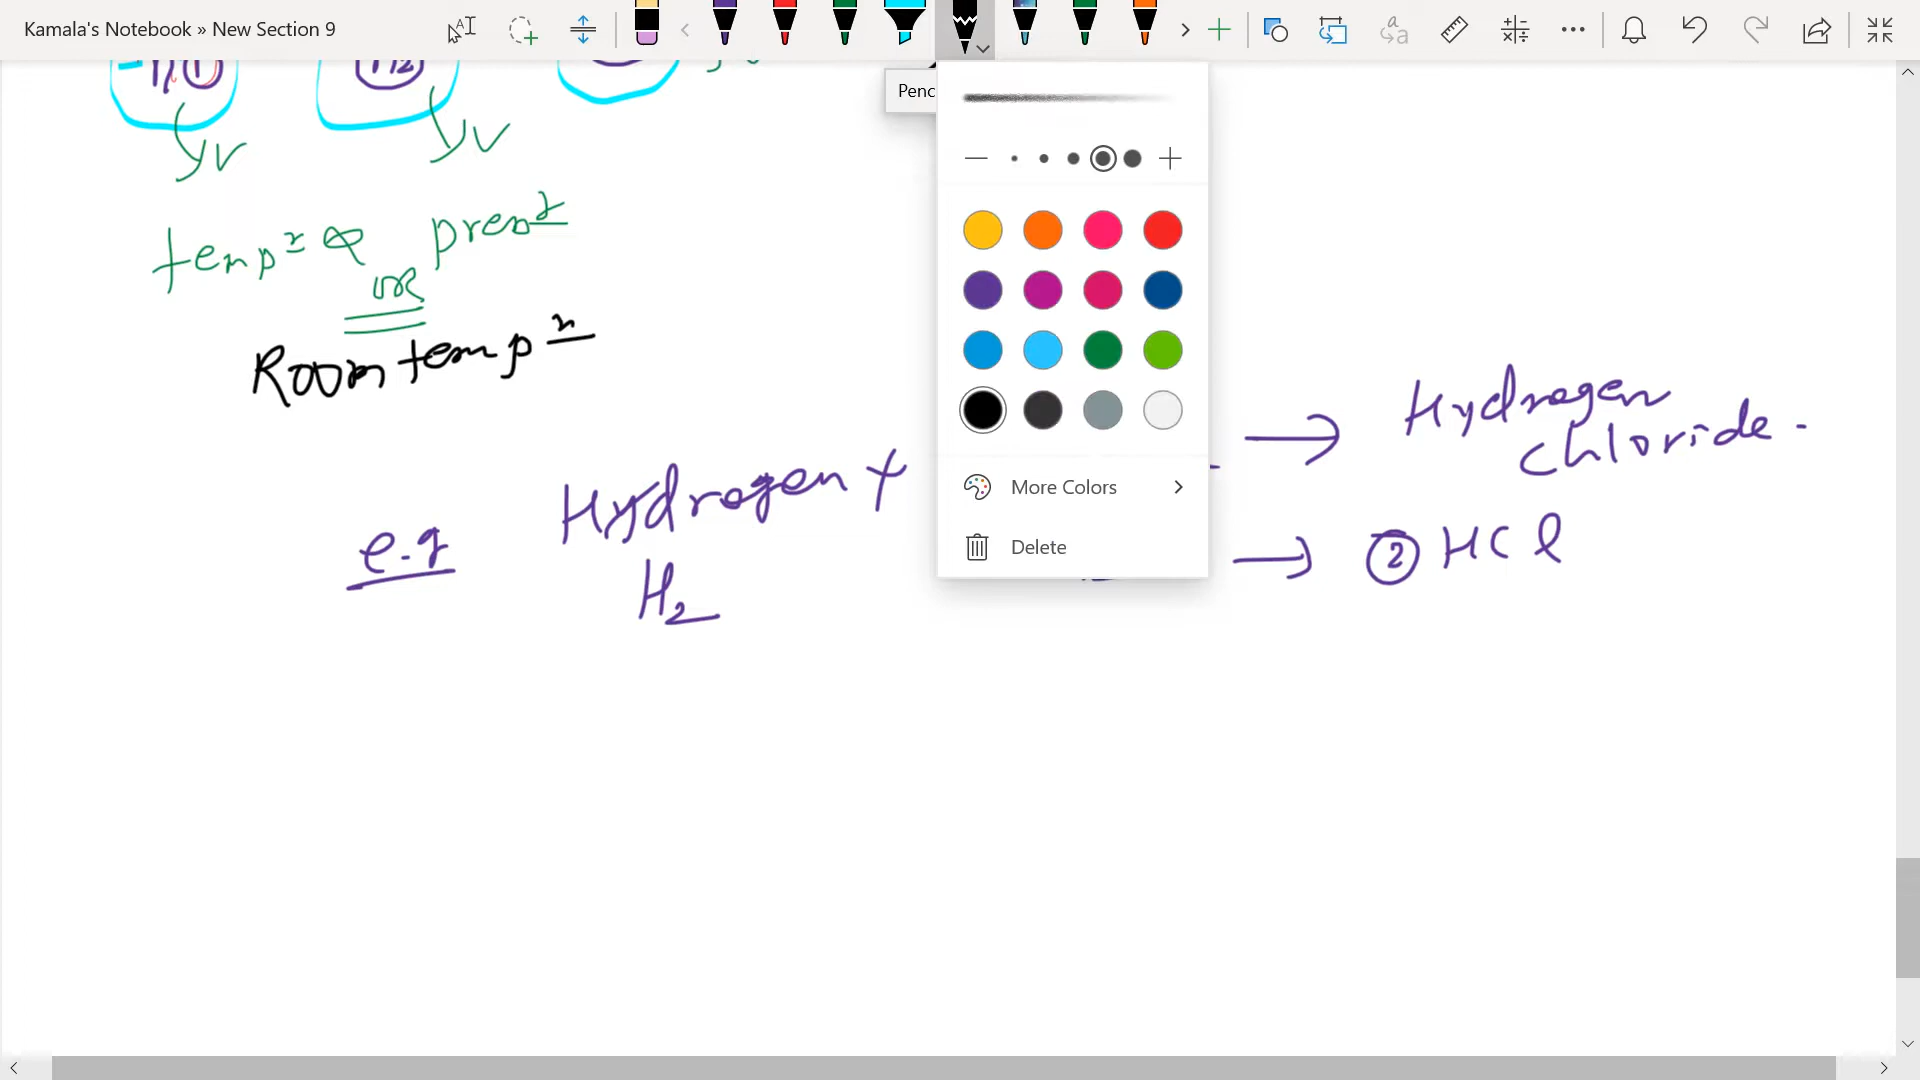 Kamala's Notebook » New Section 9
Penc
More Colors
Delete
temp r & pres r
OR
Room temp r
e.g Hydrogen + → Hydrogen chloride.
H2 → 2 HCl